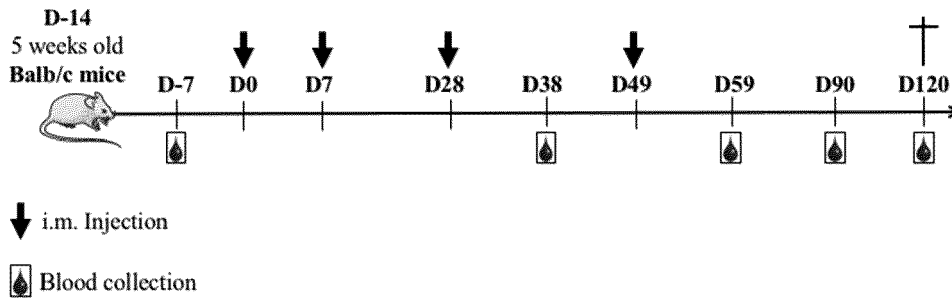 D-14
5 weeks old
Balb/c mice
D-7 D0 D7 D28 D38 D49 D59 D90 D120
i.m. Injection
Blood collection